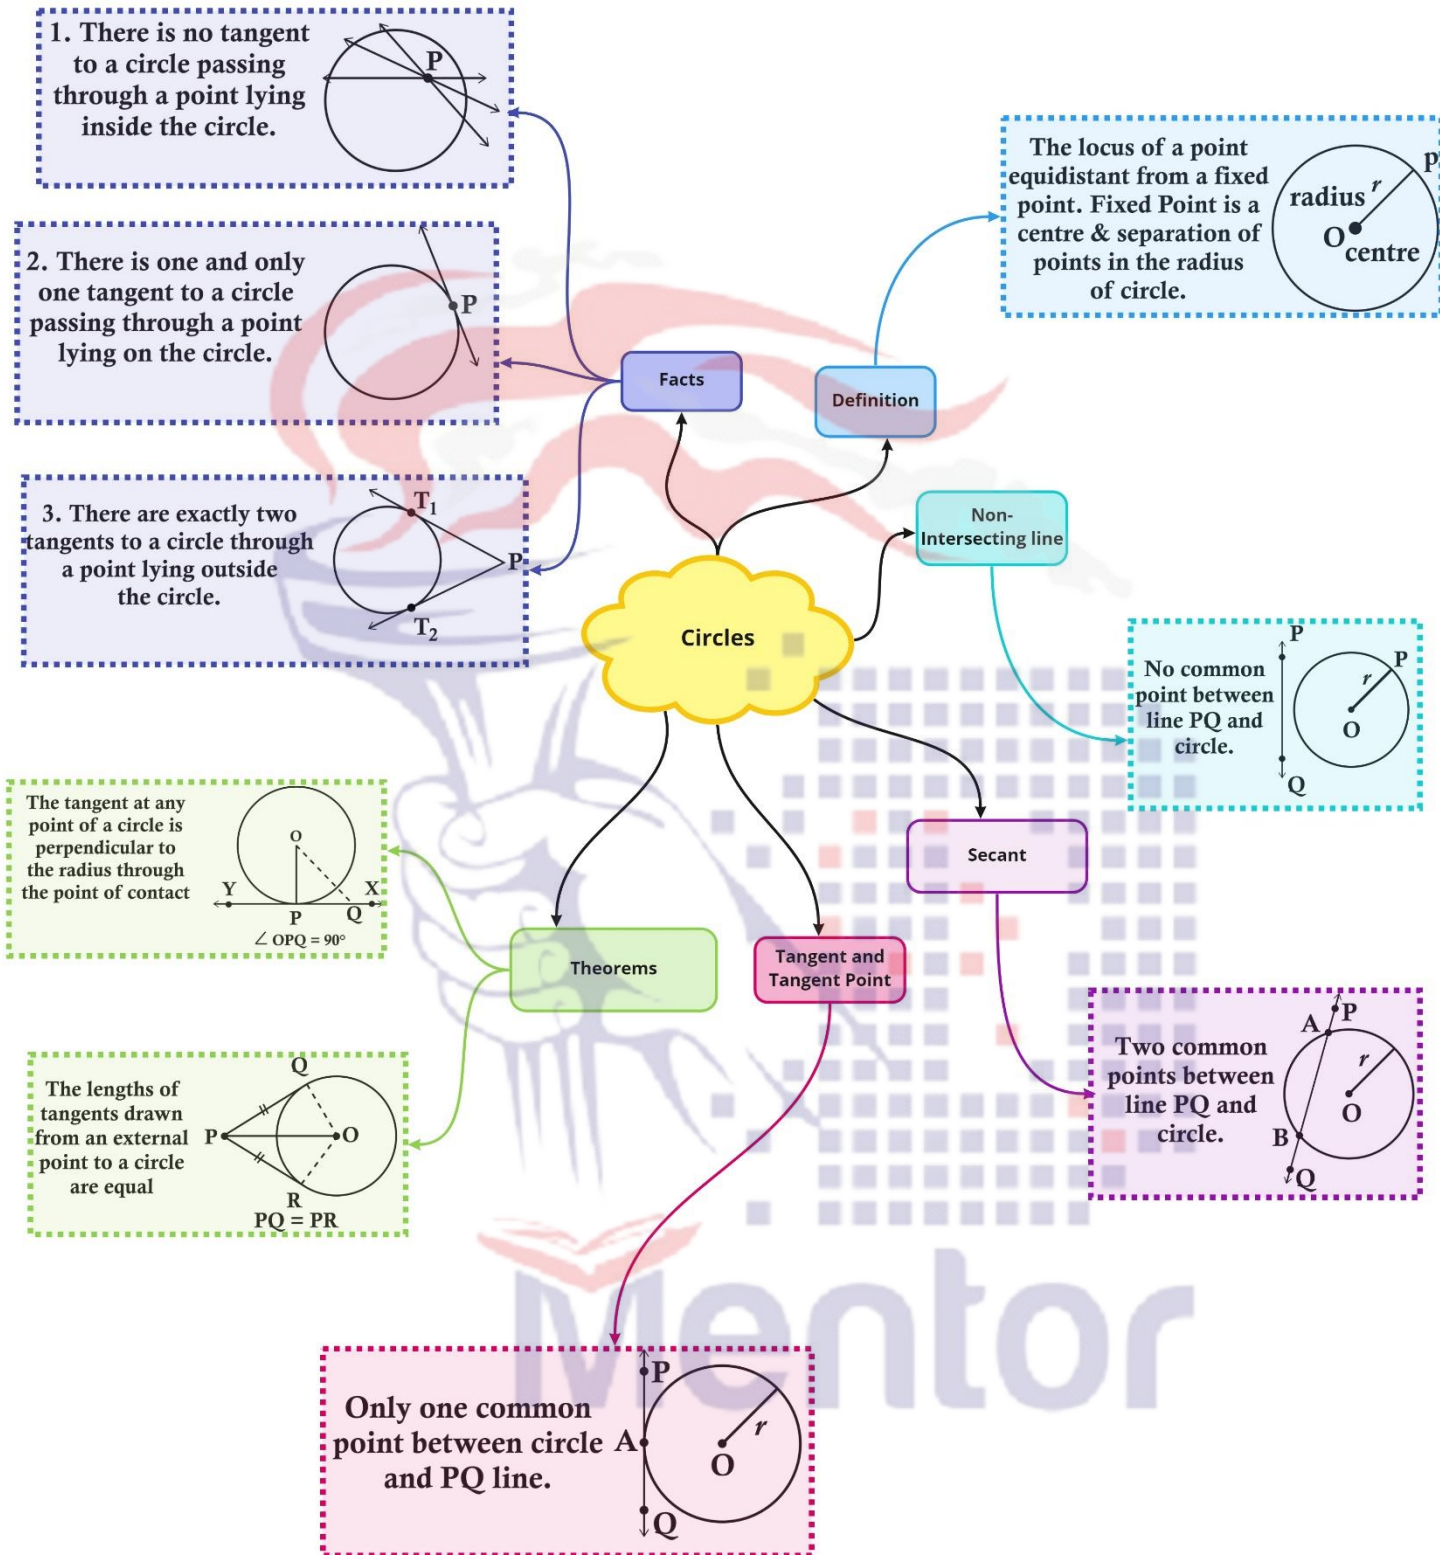 1. There is no tangent
to a circle passing
through a point lying
inside the circle.
P
2. There is one and only
one tangent to a circle
passing through a point
lying on the circle.
P
3. There are exactly two
tangents to a circle through
a point lying outside
the circle.
T1
P
T2
Facts
Definition
The locus of a point
equidistant from a fixed
point. Fixed Point is a
centre & separation of
points in the radius
of circle.
p
radius r
O
centre
Non-
Intersecting line
No common
point between
line PQ and
circle.
P
P
r
O
Q
Circles
Secant
Two common
points between
line PQ and
circle.
P
A
r
O
B
Q
Theorems
The tangent at any
point of a circle is
perpendicular to
the radius through
the point of contact
O
Y
X
P
Q
∠ OPQ = 90°
The lengths of
tangents drawn
from an external
point to a circle
are equal
Q
P
O
R
PQ = PR
Tangent and
Tangent Point
Only one common
point between circle
and PQ line.
P
A
r
O
Q
Mentor